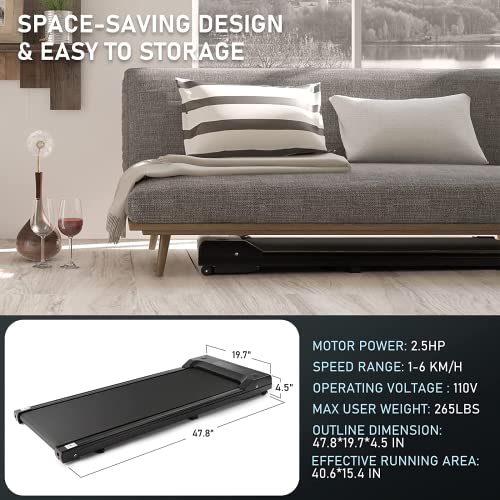 SPACE-SAVING DESIGN
& EASY TO STORAGE
19.7"
4.5"
47.8"
MOTOR POWER: 2.5HP
SPEED RANGE: 1-6 KM/H
OPERATING VOLTAGE : 110V
MAX USER WEIGHT: 265LBS
OUTLINE DIMENSION:
47.8*19.7*4.5 IN
EFFECTIVE RUNNING AREA:
40.6*15.4 IN